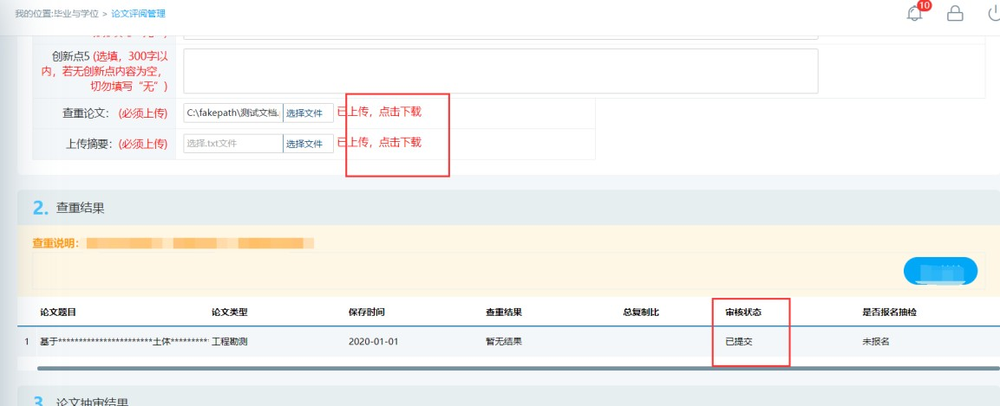 我的位置:毕业与学位 > 论文评阅管理
10
创新点5 (选填，300字以
内，若无创新点内容为空，
切勿填写“无”)
查重论文： (必须上传) C:\fakepath\测试文档. 选择文件 已上传，点击下载
上传摘要： (必须上传) 选择.txt文件 选择文件 已上传，点击下载
2. 查重结果
查重说明：
论文题目 论文类型 保存时间 查重结果 总复制比 审核状态 是否报名抽检
1 基于***********************土体********** 工程勘测 2020-01-01 暂无结果 已提交 未报名
3 论文抽审结果